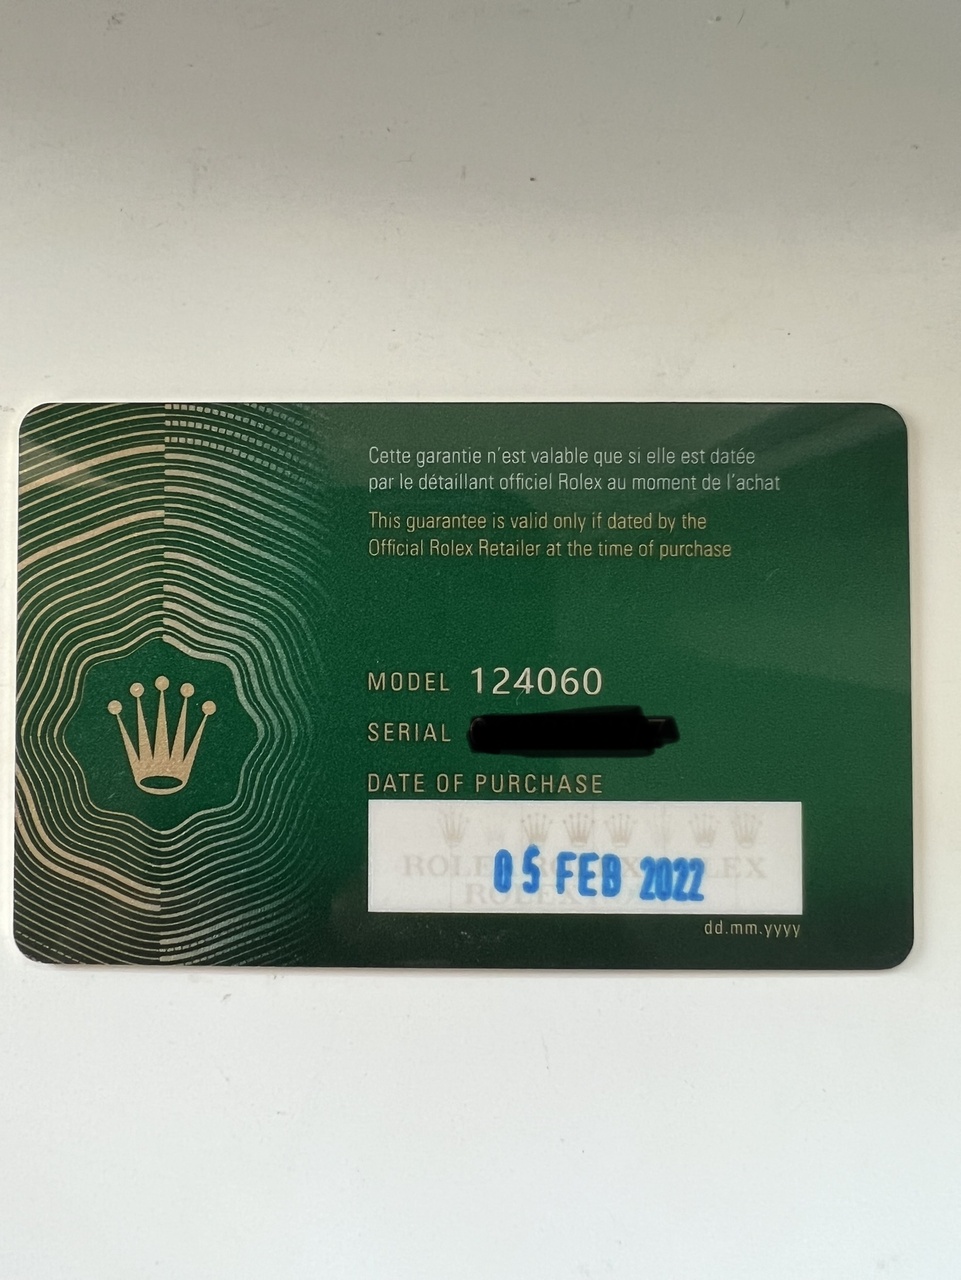 Cette garantie n'est valable que si elle est datée
par le détaillant officiel Rolex au moment de l'achat
This guarantee is valid only if dated by the
Official Rolex Retailer at the time of purchase
MODEL 124060
SERIAL
DATE OF PURCHASE
05 FEB 2022
dd.mm.yyyy